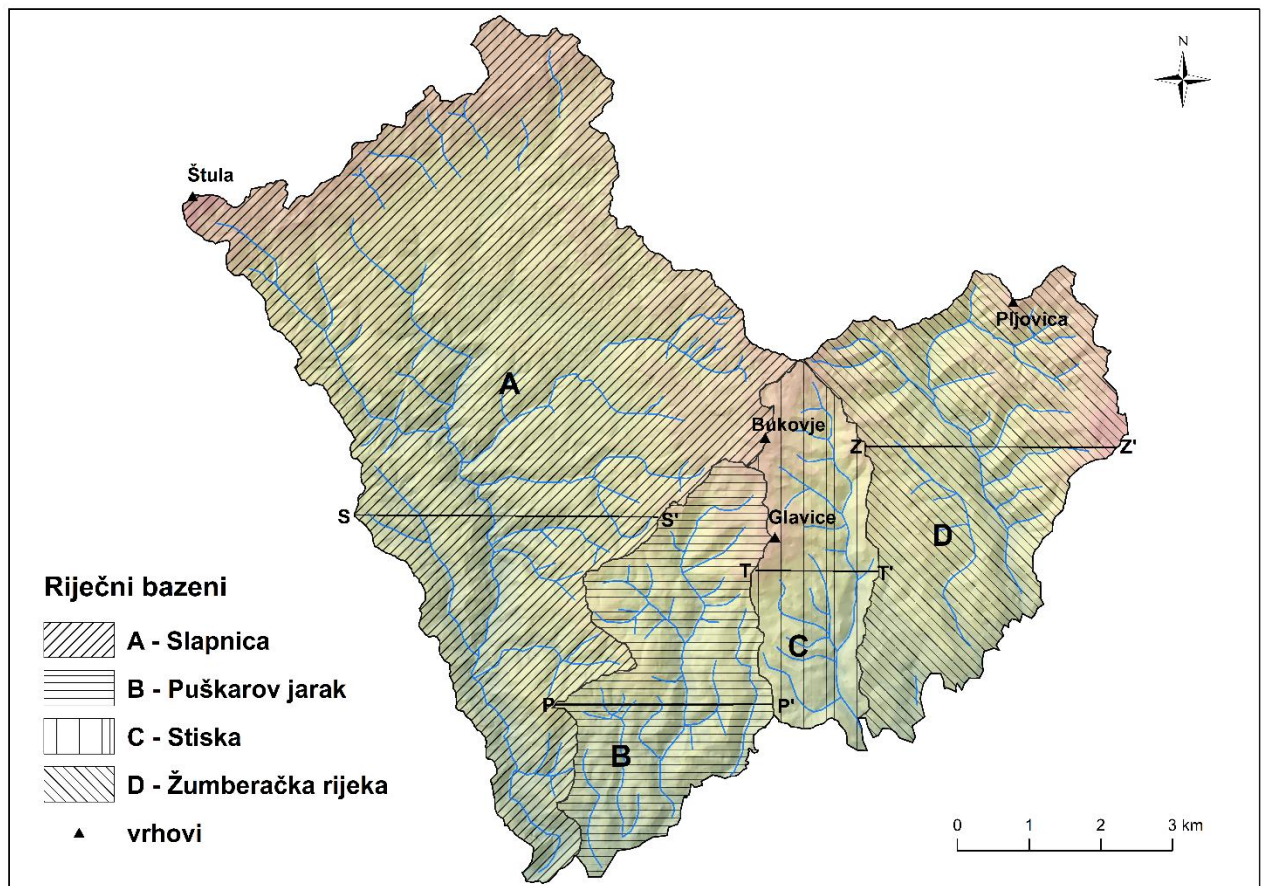 N
Štula
Pljovica
A
Bukovje
Z
Z'
S
S'
Glavice
D
T
T'
C
P
P'
B
Riječni bazeni
A - Slapnica
B - Puškarov jarak
C - Stiska
D - Žumberačka rijeka
vrhovi
0 1 2 3 km